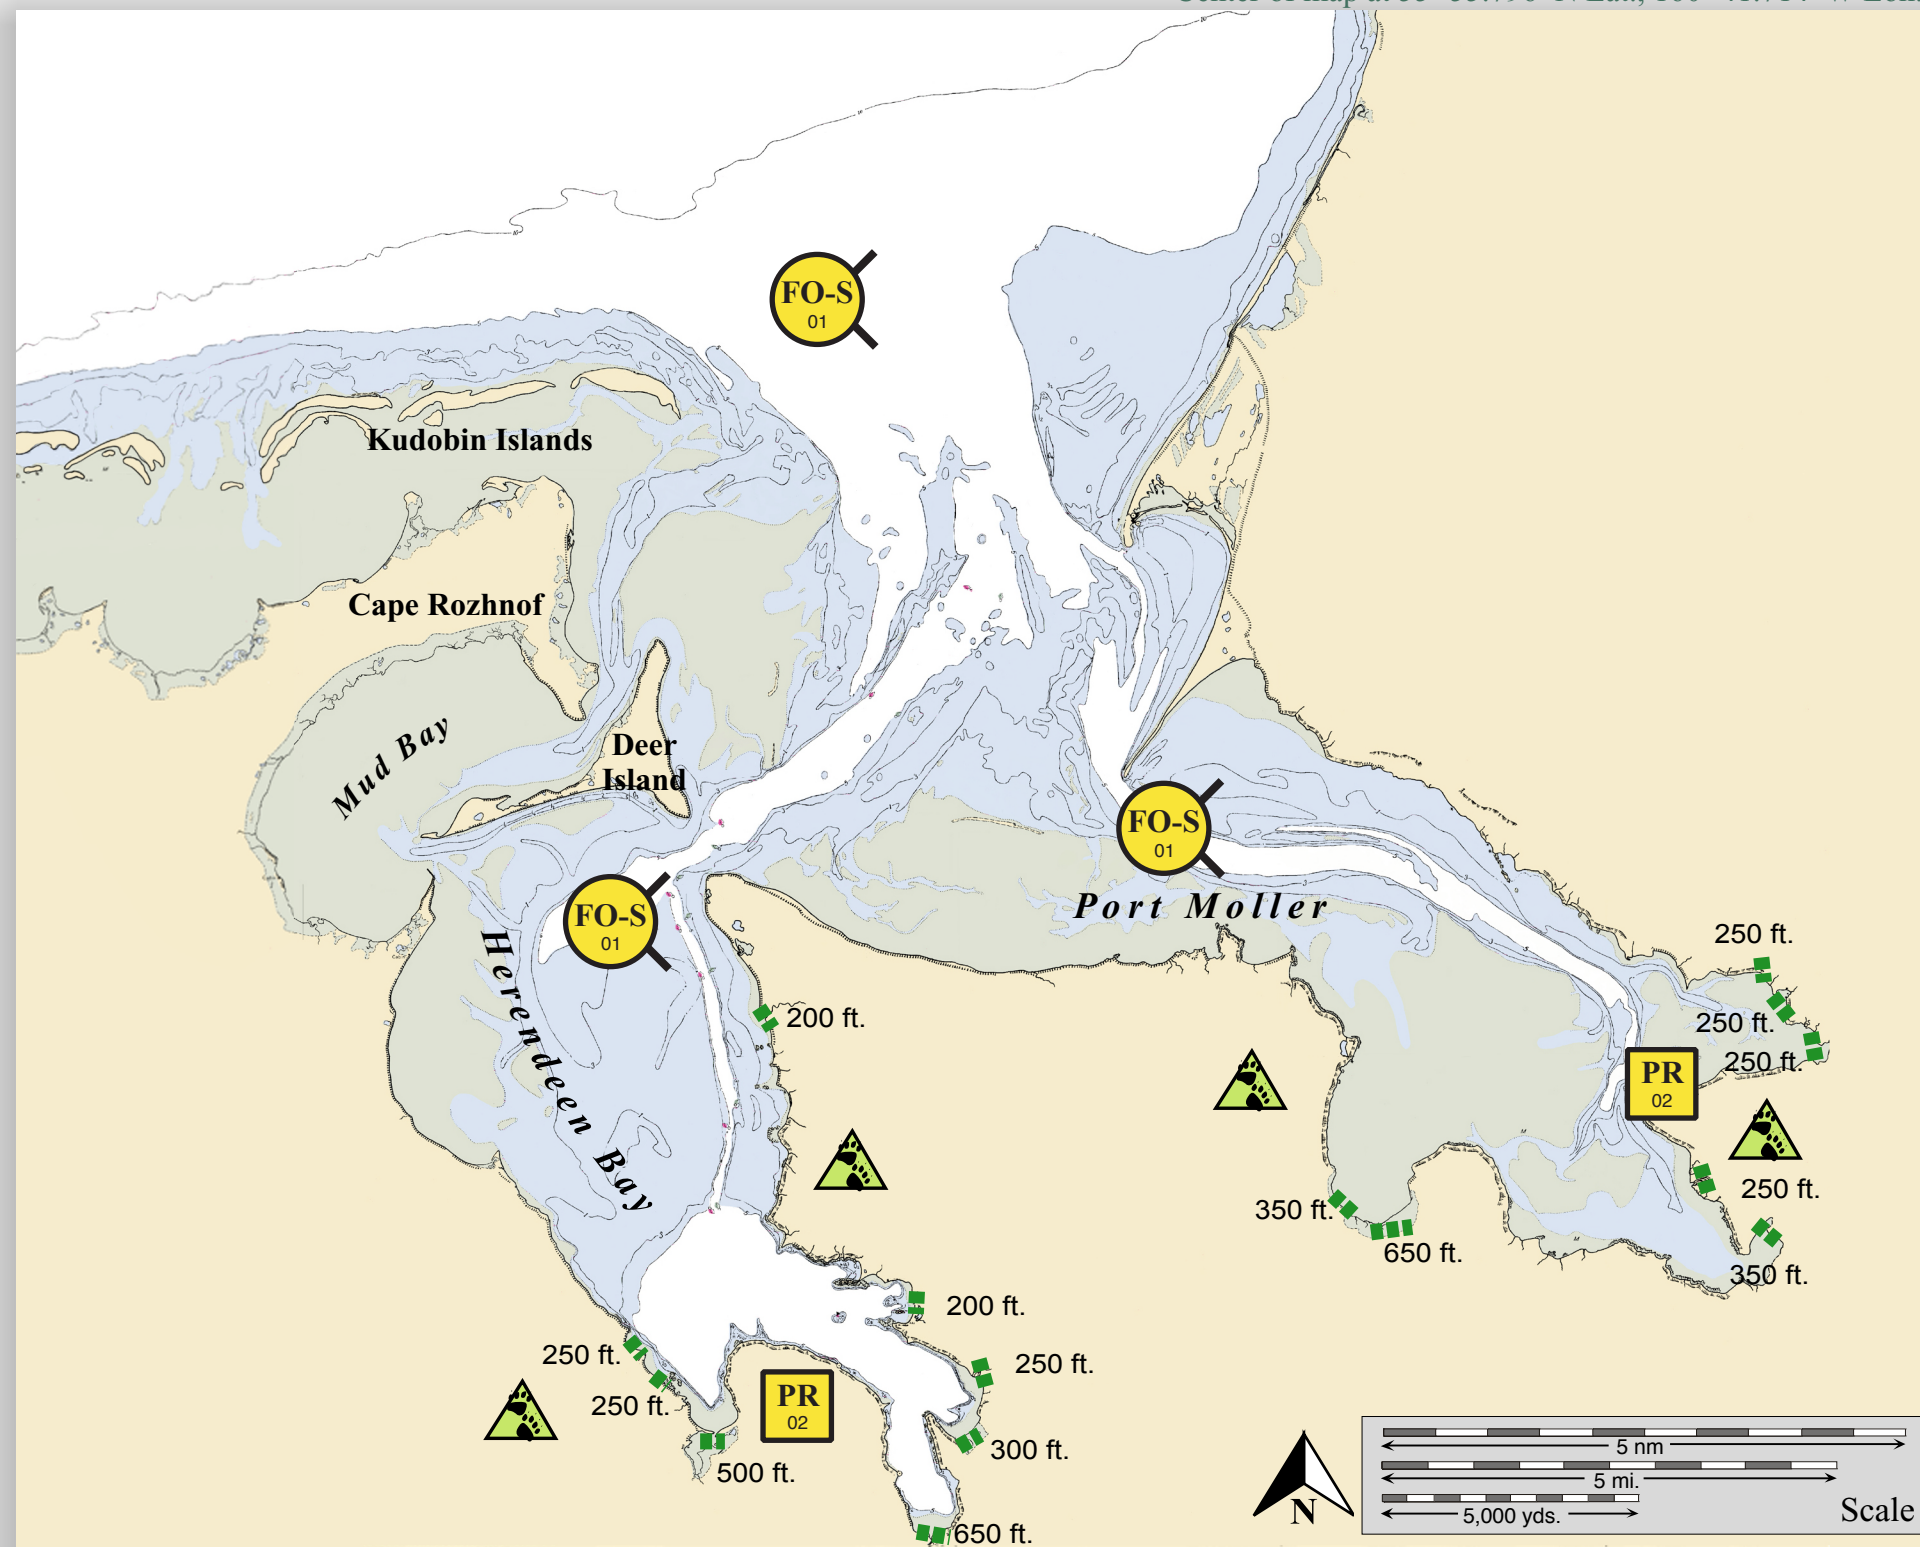 FO-S
01
Kudobin Islands
Cape Rozhnof
Mud Bay
Deer
Island
FO-S
01
Port Moller
FO-S
01
Herendeen Bay
250 ft.
200 ft.
250 ft.
250 ft.
PR
02
250 ft.
350 ft.
650 ft.
350 ft.
200 ft.
250 ft.
250 ft.
250 ft.
PR
02
300 ft.
500 ft.
650 ft.
N
5 nm
5 mi.
5,000 yds.
Scale